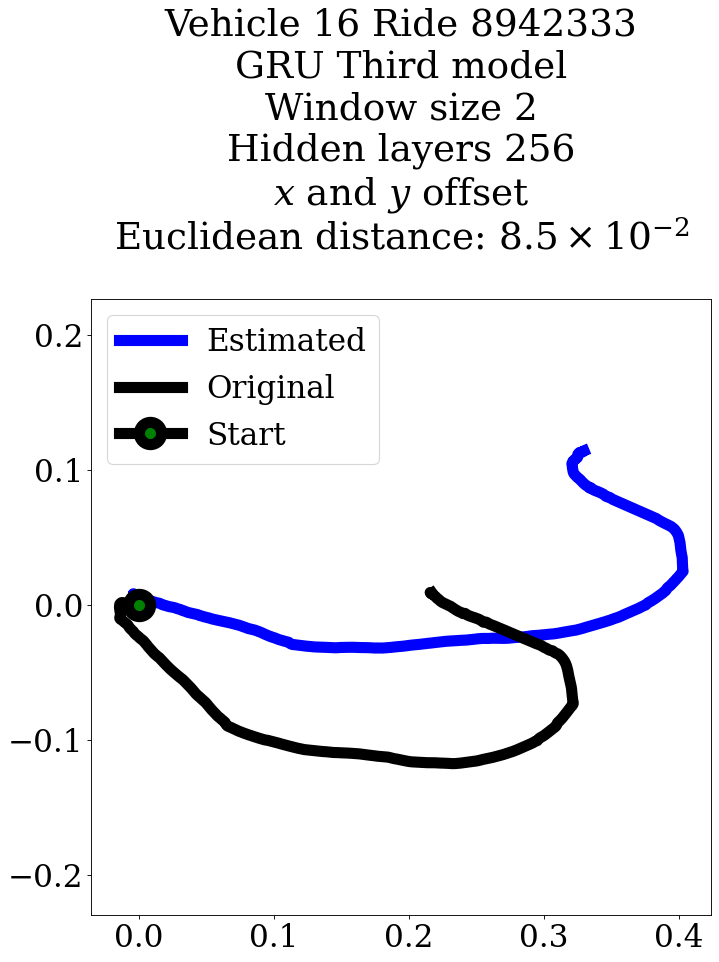 Vehicle 16 Ride 8942333
GRU Third model
Window size 2
Hidden layers 256
x and y offset
Euclidean distance: 8.5 × 10⁻²
Estimated
Original
Start
0.2
0.1
0.0
−0.1
−0.2
0.0 0.1 0.2 0.3 0.4